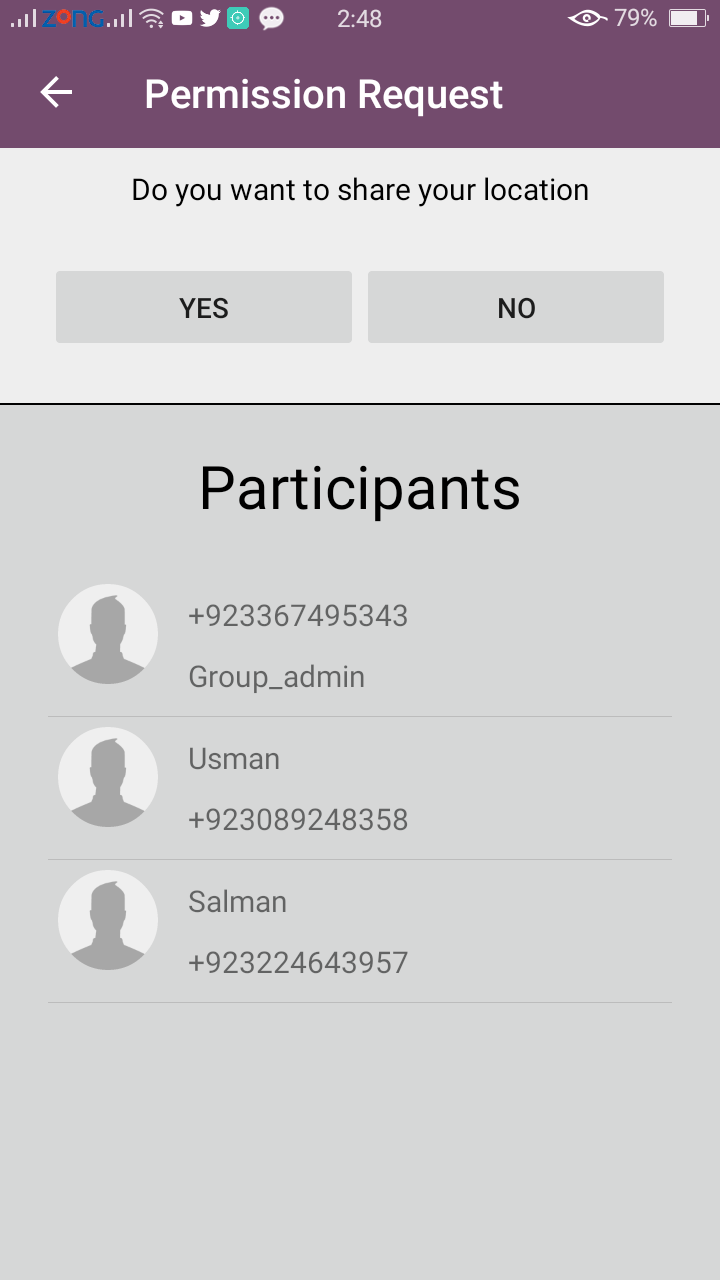 ZONG 2:48 79%
Permission Request
Do you want to share your location
YES NO
Participants
+923367495343
Group_admin
Usman
+923089248358
Salman
+923224643957